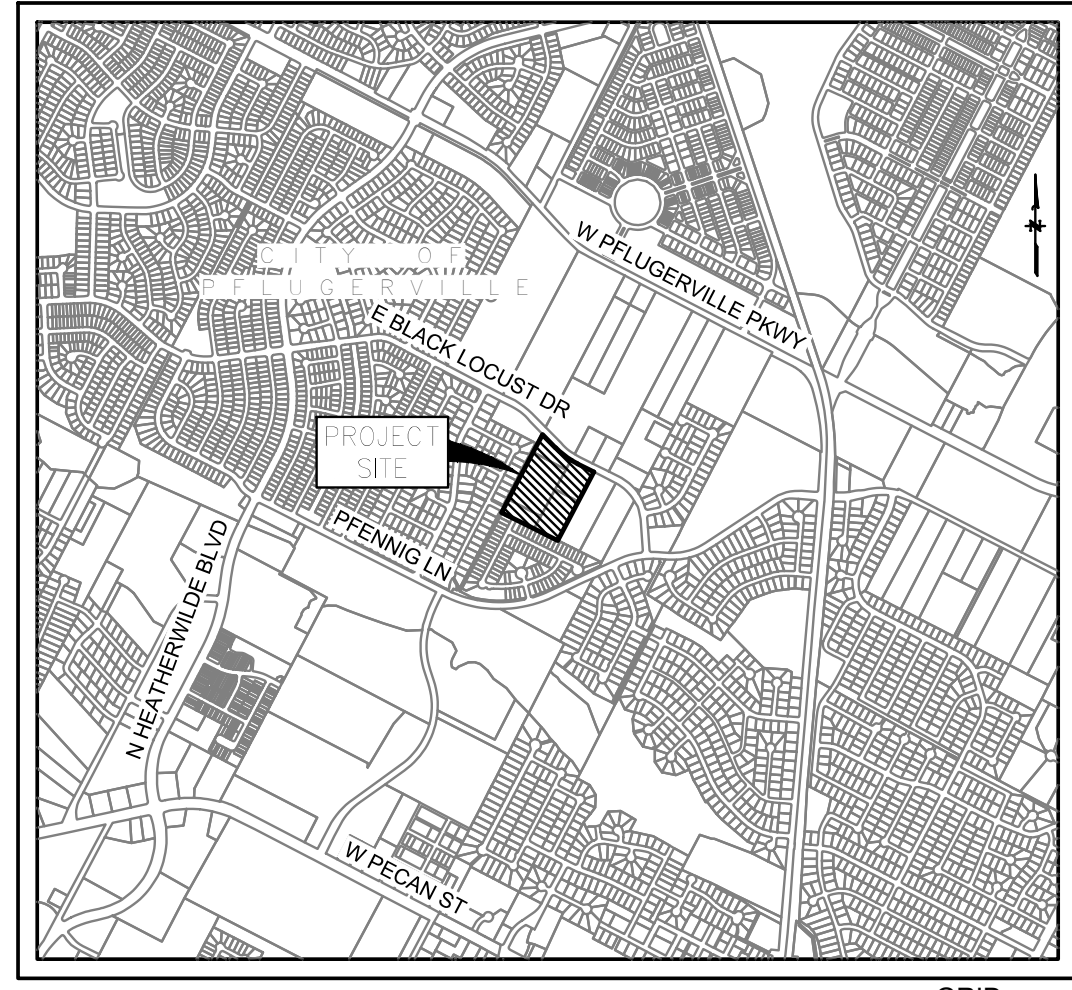 CITY OF
PFLUGERVILLE
W PFLUGERVILLE PKWY
E BLACK LOCUST DR
N
PROJECT
SITE
PFENNIG LN
N HEATHERWILDE BLVD
W PECAN ST